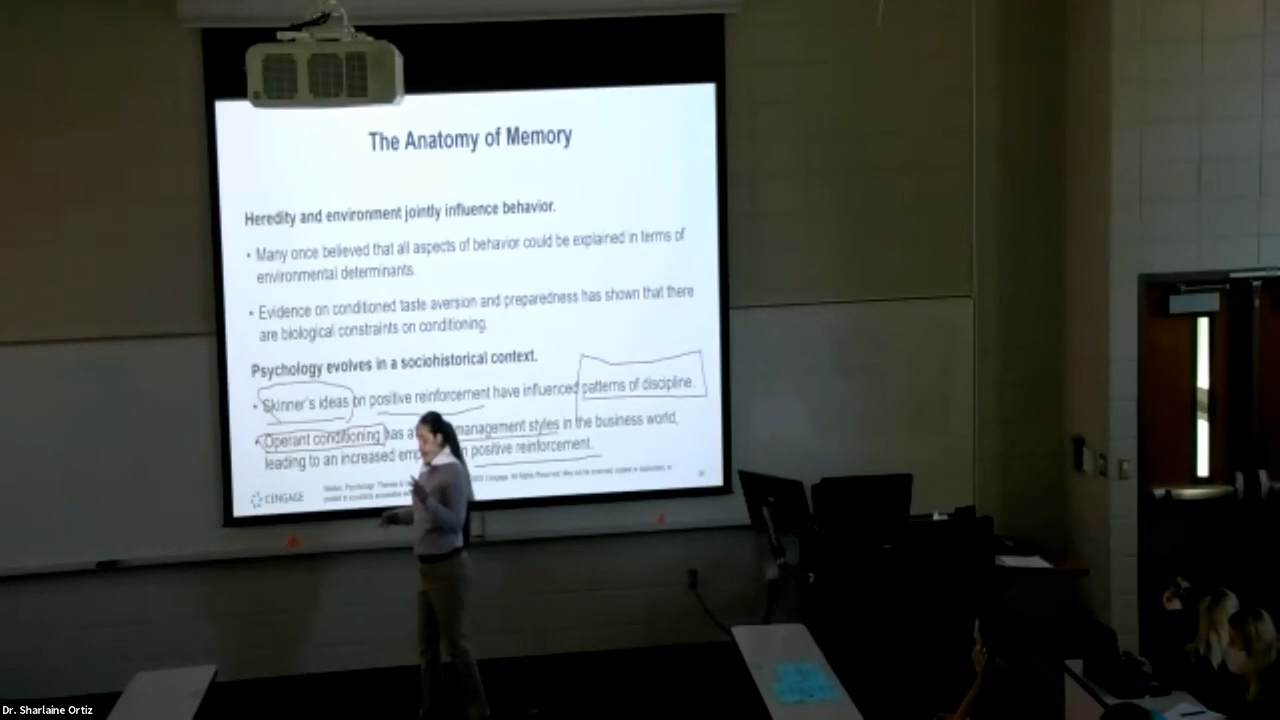 The Anatomy of Memory
Heredity and environment jointly influence behavior.
• Many once believed that all aspects of behavior could be explained in terms of
environmental determinants.
• Evidence on conditioned taste aversion and preparedness has shown that there
are biological constraints on conditioning.
Psychology evolves in a sociohistorical context.
• Skinner's ideas on positive reinforcement have influenced patterns of discipline.
• Operant conditioning has management styles in the business world,
leading to an increased positive reinforcement.
CENGAGE
Cengage. All Rights Reserved.
Dr. Sharlaine Ortiz